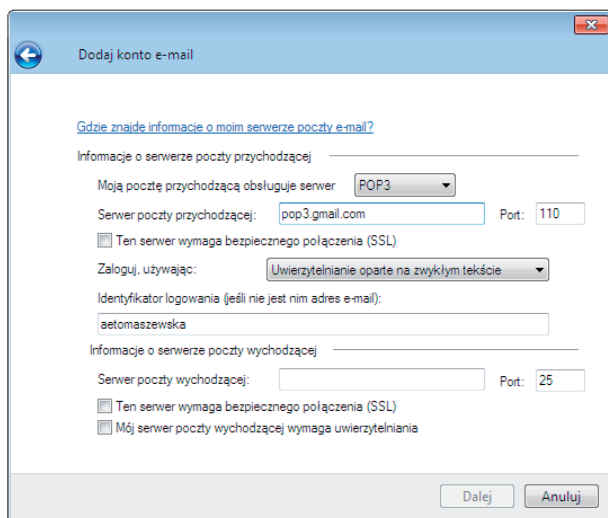 Dodaj konto e-mail
Gdzie znajdę informacje o moim serwerze poczty e-mail?
Informacje o serwerze poczty przychodzącej
Moją pocztę przychodzącą obsługuje serwer POP3
Serwer poczty przychodzącej: pop3.gmail.com Port: 110
Ten serwer wymaga bezpiecznego połączenia (SSL)
Zaloguj, używając: Uwierzytelnianie oparte na zwykłym tekście
Identyfikator logowania (jeśli nie jest nim adres e-mail):
aetomaszewska
Informacje o serwerze poczty wychodzącej
Serwer poczty wychodzącej: Port: 25
Ten serwer wymaga bezpiecznego połączenia (SSL)
Mój serwer poczty wychodzącej wymaga uwierzytelniania
Dalej Anuluj